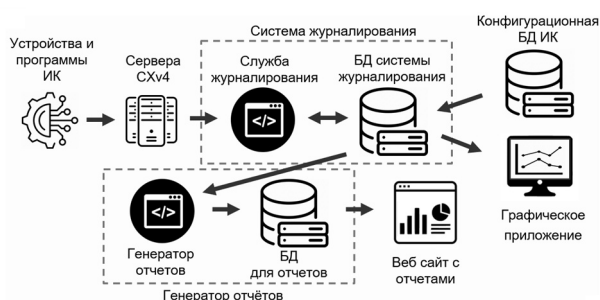 Система журналирования
Конфигурационная
БД ИК
Устройства и
программы
ИК
Сервера
CXv4
Служба
журналирования
БД системы
журналирования
Графическое
приложение
Генератор
отчетов
БД
для отчетов
Веб сайт с
отчетами
Генератор отчётов